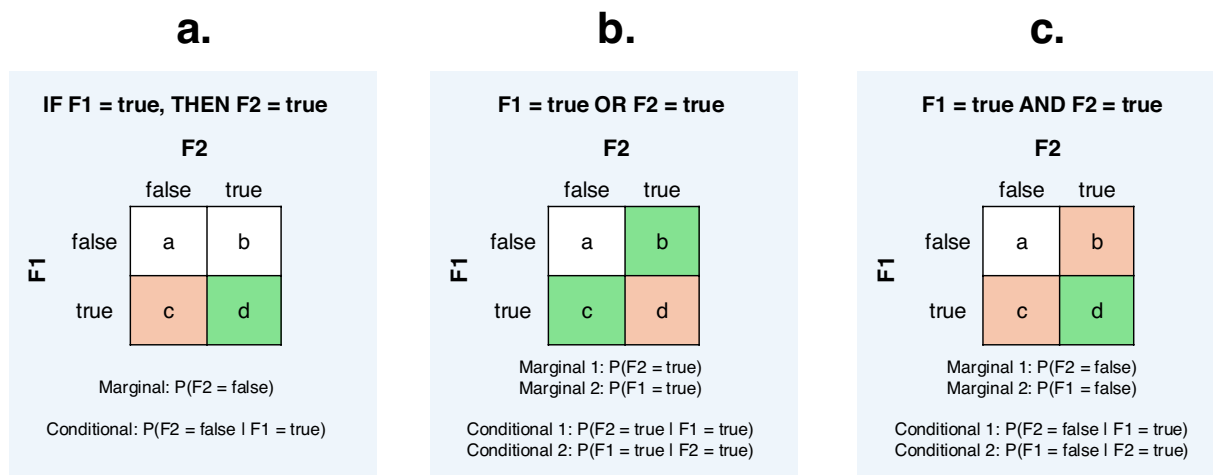 a.
IF F1 = true, THEN F2 = true
F2
false true
false a b
F1
true c d
Marginal: P(F2 = false)
Conditional: P(F2 = false | F1 = true)
b.
F1 = true OR F2 = true
F2
false true
false a b
F1
true c d
Marginal 1: P(F2 = true)
Marginal 2: P(F1 = true)
Conditional 1: P(F2 = true | F1 = true)
Conditional 2: P(F1 = true | F2 = true)
c.
F1 = true AND F2 = true
F2
false true
false a b
F1
true c d
Marginal 1: P(F2 = false)
Marginal 2: P(F1 = false)
Conditional 1: P(F2 = false | F1 = true)
Conditional 2: P(F1 = false | F2 = true)